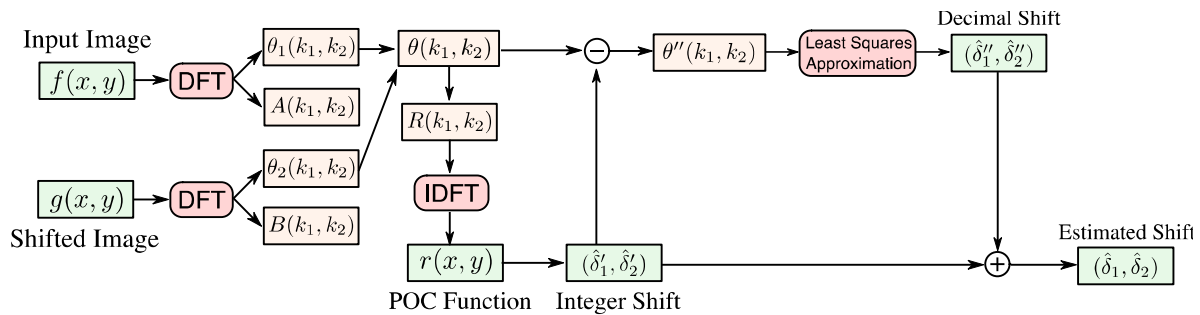 Input Image
f(x, y)
DFT
θ₁(k₁, k₂)
A(k₁, k₂)
g(x, y)
Shifted Image
DFT
θ₂(k₁, k₂)
B(k₁, k₂)
θ(k₁, k₂)
R(k₁, k₂)
IDFT
r(x, y)
POC Function
(δ̂₁′, δ̂₂′)
Integer Shift
−
θ′′(k₁, k₂)
Least Squares
Approximation
Decimal Shift
(δ̂₁′′, δ̂₂′′)
+
Estimated Shift
(δ̂₁, δ̂₂)